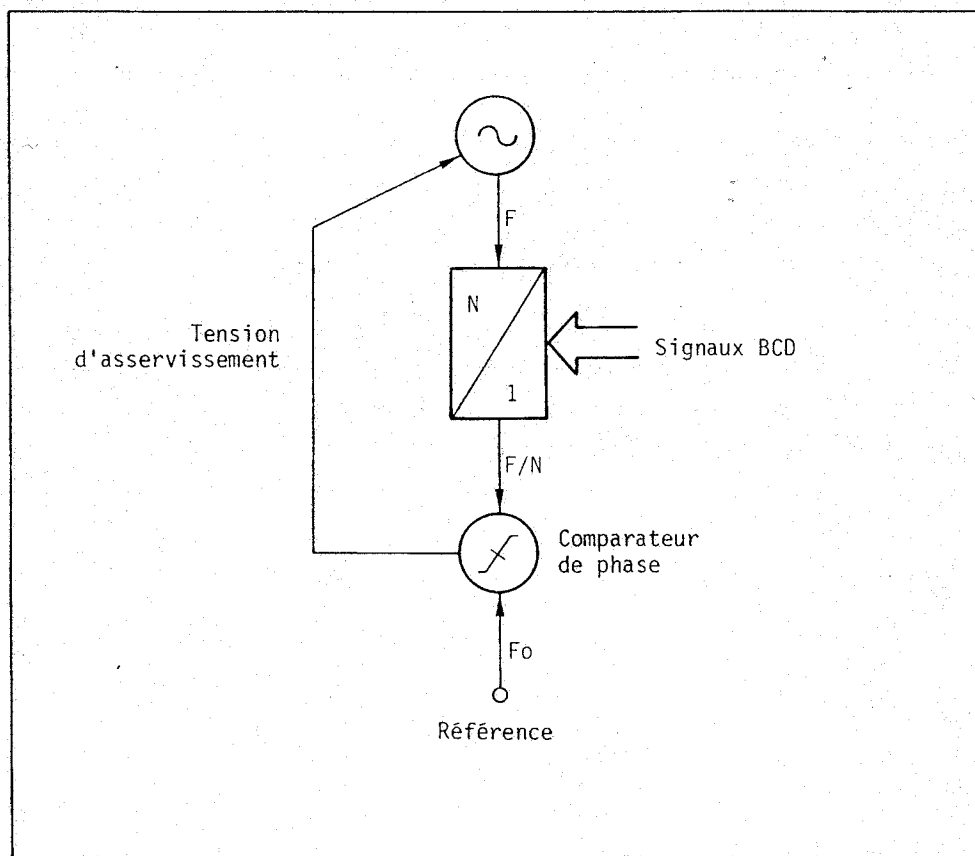 F
N
1
Tension
d'asservissement
Signaux BCD
F/N
Comparateur
de phase
Fo
Référence